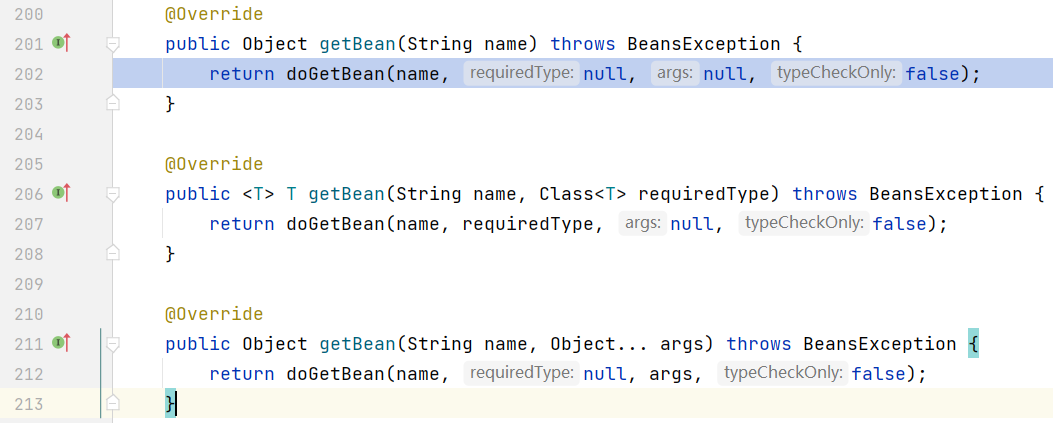 200 @Override
201 public Object getBean(String name) throws BeansException {
202 return doGetBean(name, requiredType: null, args: null, typeCheckOnly: false);
203 }
204
205 @Override
206 public <T> T getBean(String name, Class<T> requiredType) throws BeansException {
207 return doGetBean(name, requiredType, args: null, typeCheckOnly: false);
208 }
209
210 @Override
211 public Object getBean(String name, Object... args) throws BeansException {
212 return doGetBean(name, requiredType: null, args, typeCheckOnly: false);
213 }